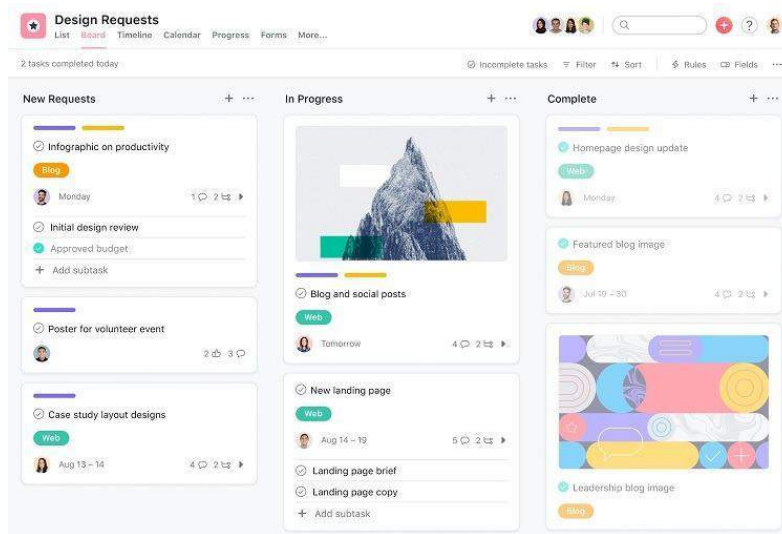 Design Requests
List Board Timeline Calendar Progress Forms More...
?
2 tasks completed today
Incomplete tasks Filter Sort Rules CB Fields ...
New Requests + ...
Infographic on productivity
Blog
Monday 1 2
Initial design review
Approved budget
+ Add subtask
Poster for volunteer event
2 3
Case study layout designs
Web
Aug 13 – 14 4 2
In Progress + ...
Blog and social posts
Web
Tomorrow 4 2
New landing page
Web
Aug 14 – 19 5 2
Landing page brief
Landing page copy
+ Add subtask
Complete + ...
Homepage design update
Web
Monday 4 2
Featured blog image
Blog
Jul 19 – 30 4 2
Leadership blog image
Blog